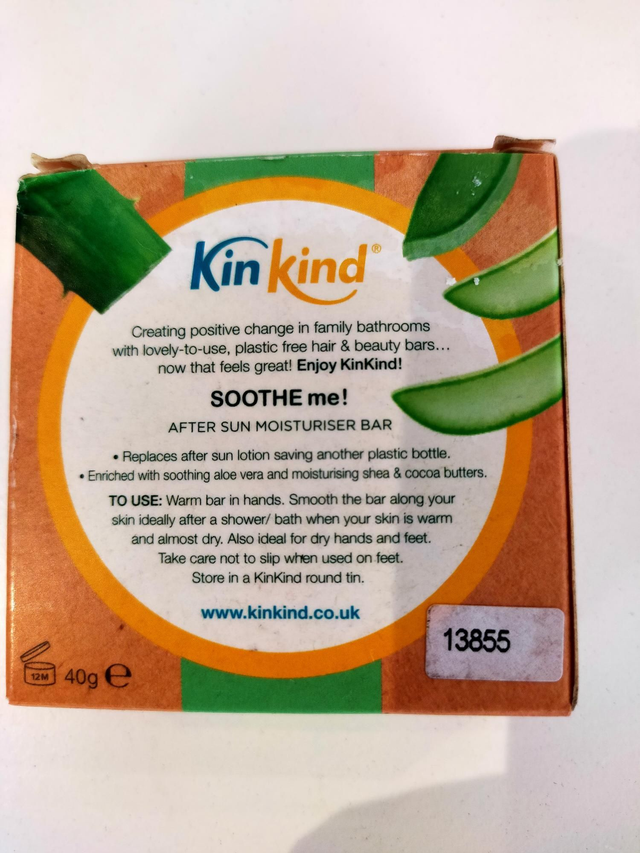 KinKind®
Creating positive change in family bathrooms
with lovely-to-use, plastic free hair & beauty bars...
now that feels great! Enjoy KinKind!
SOOTHE me!
AFTER SUN MOISTURISER BAR
• Replaces after sun lotion saving another plastic bottle.
• Enriched with soothing aloe vera and moisturising shea & cocoa butters.
TO USE: Warm bar in hands. Smooth the bar along your
skin ideally after a shower/ bath when your skin is warm
and almost dry. Also ideal for dry hands and feet.
Take care not to slip when used on feet.
Store in a KinKind round tin.
www.kinkind.co.uk
13855
12M 40g e